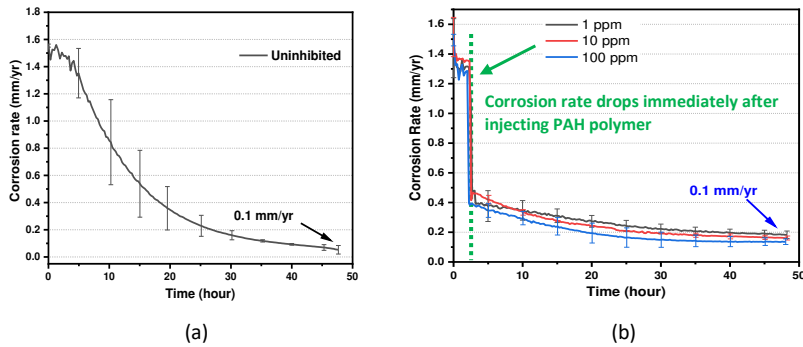 (a)
1.6
1.4
1.2
1.0
0.8
0.6
0.4
0.2
0.0
Corrosion rate (mm/yr)
Uninhibited
0.1 mm/yr
0 10 20 30 40 50
Time (hour)
(a)
(b)
1.6
1.4
1.2
1.0
0.8
0.6
0.4
0.2
0.0
Corrosion Rate (mm/yr)
1 ppm
10 ppm
100 ppm
Corrosion rate drops immediately after
injecting PAH polymer
0.1 mm/yr
0 10 20 30 40 50
Time (hour)
(b)